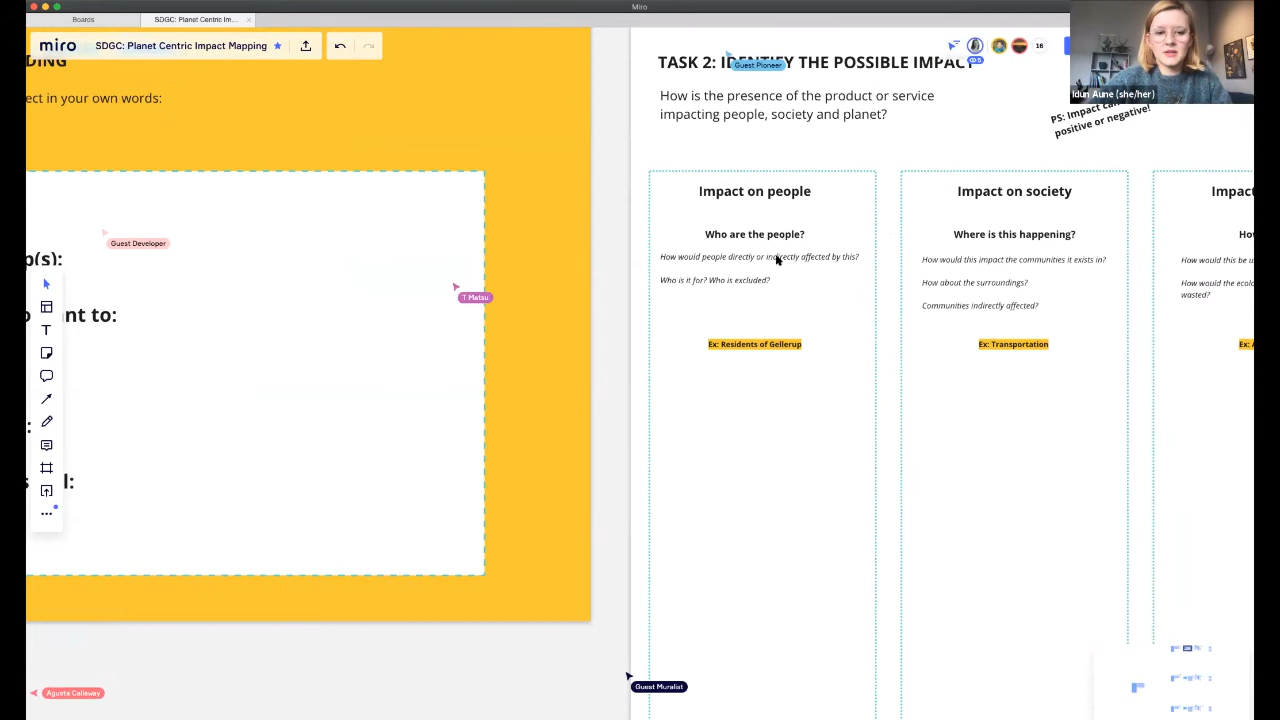 Miro
Boards
SDGC: Planet Centric Im...
miro
SDGC: Planet Centric Impact Mapping
DING
ect in your own words:
Guest Developer
p(s):
T Matsu
nt to:
:
l:
Agusta Callaway
TASK 2: IDENTIFY THE POSSIBLE IMPACT
Guest Pioneer
16
8
How is the presence of the product or service
impacting people, society and planet?
Idun Aune (she/her)
PS: Impact can
positive or negative!
Impact on people
Who are the people?
How would people directly or indirectly affected by this?
Who is it for? Who is excluded?
Ex: Residents of Gellerup
Impact on society
Where is this happening?
How would this impact the communities it exists in?
How about the surroundings?
Communities indirectly affected?
Ex: Transportation
Impact
How
How would this be u
How would the ecolo
wasted?
Ex:
Guest Muralist